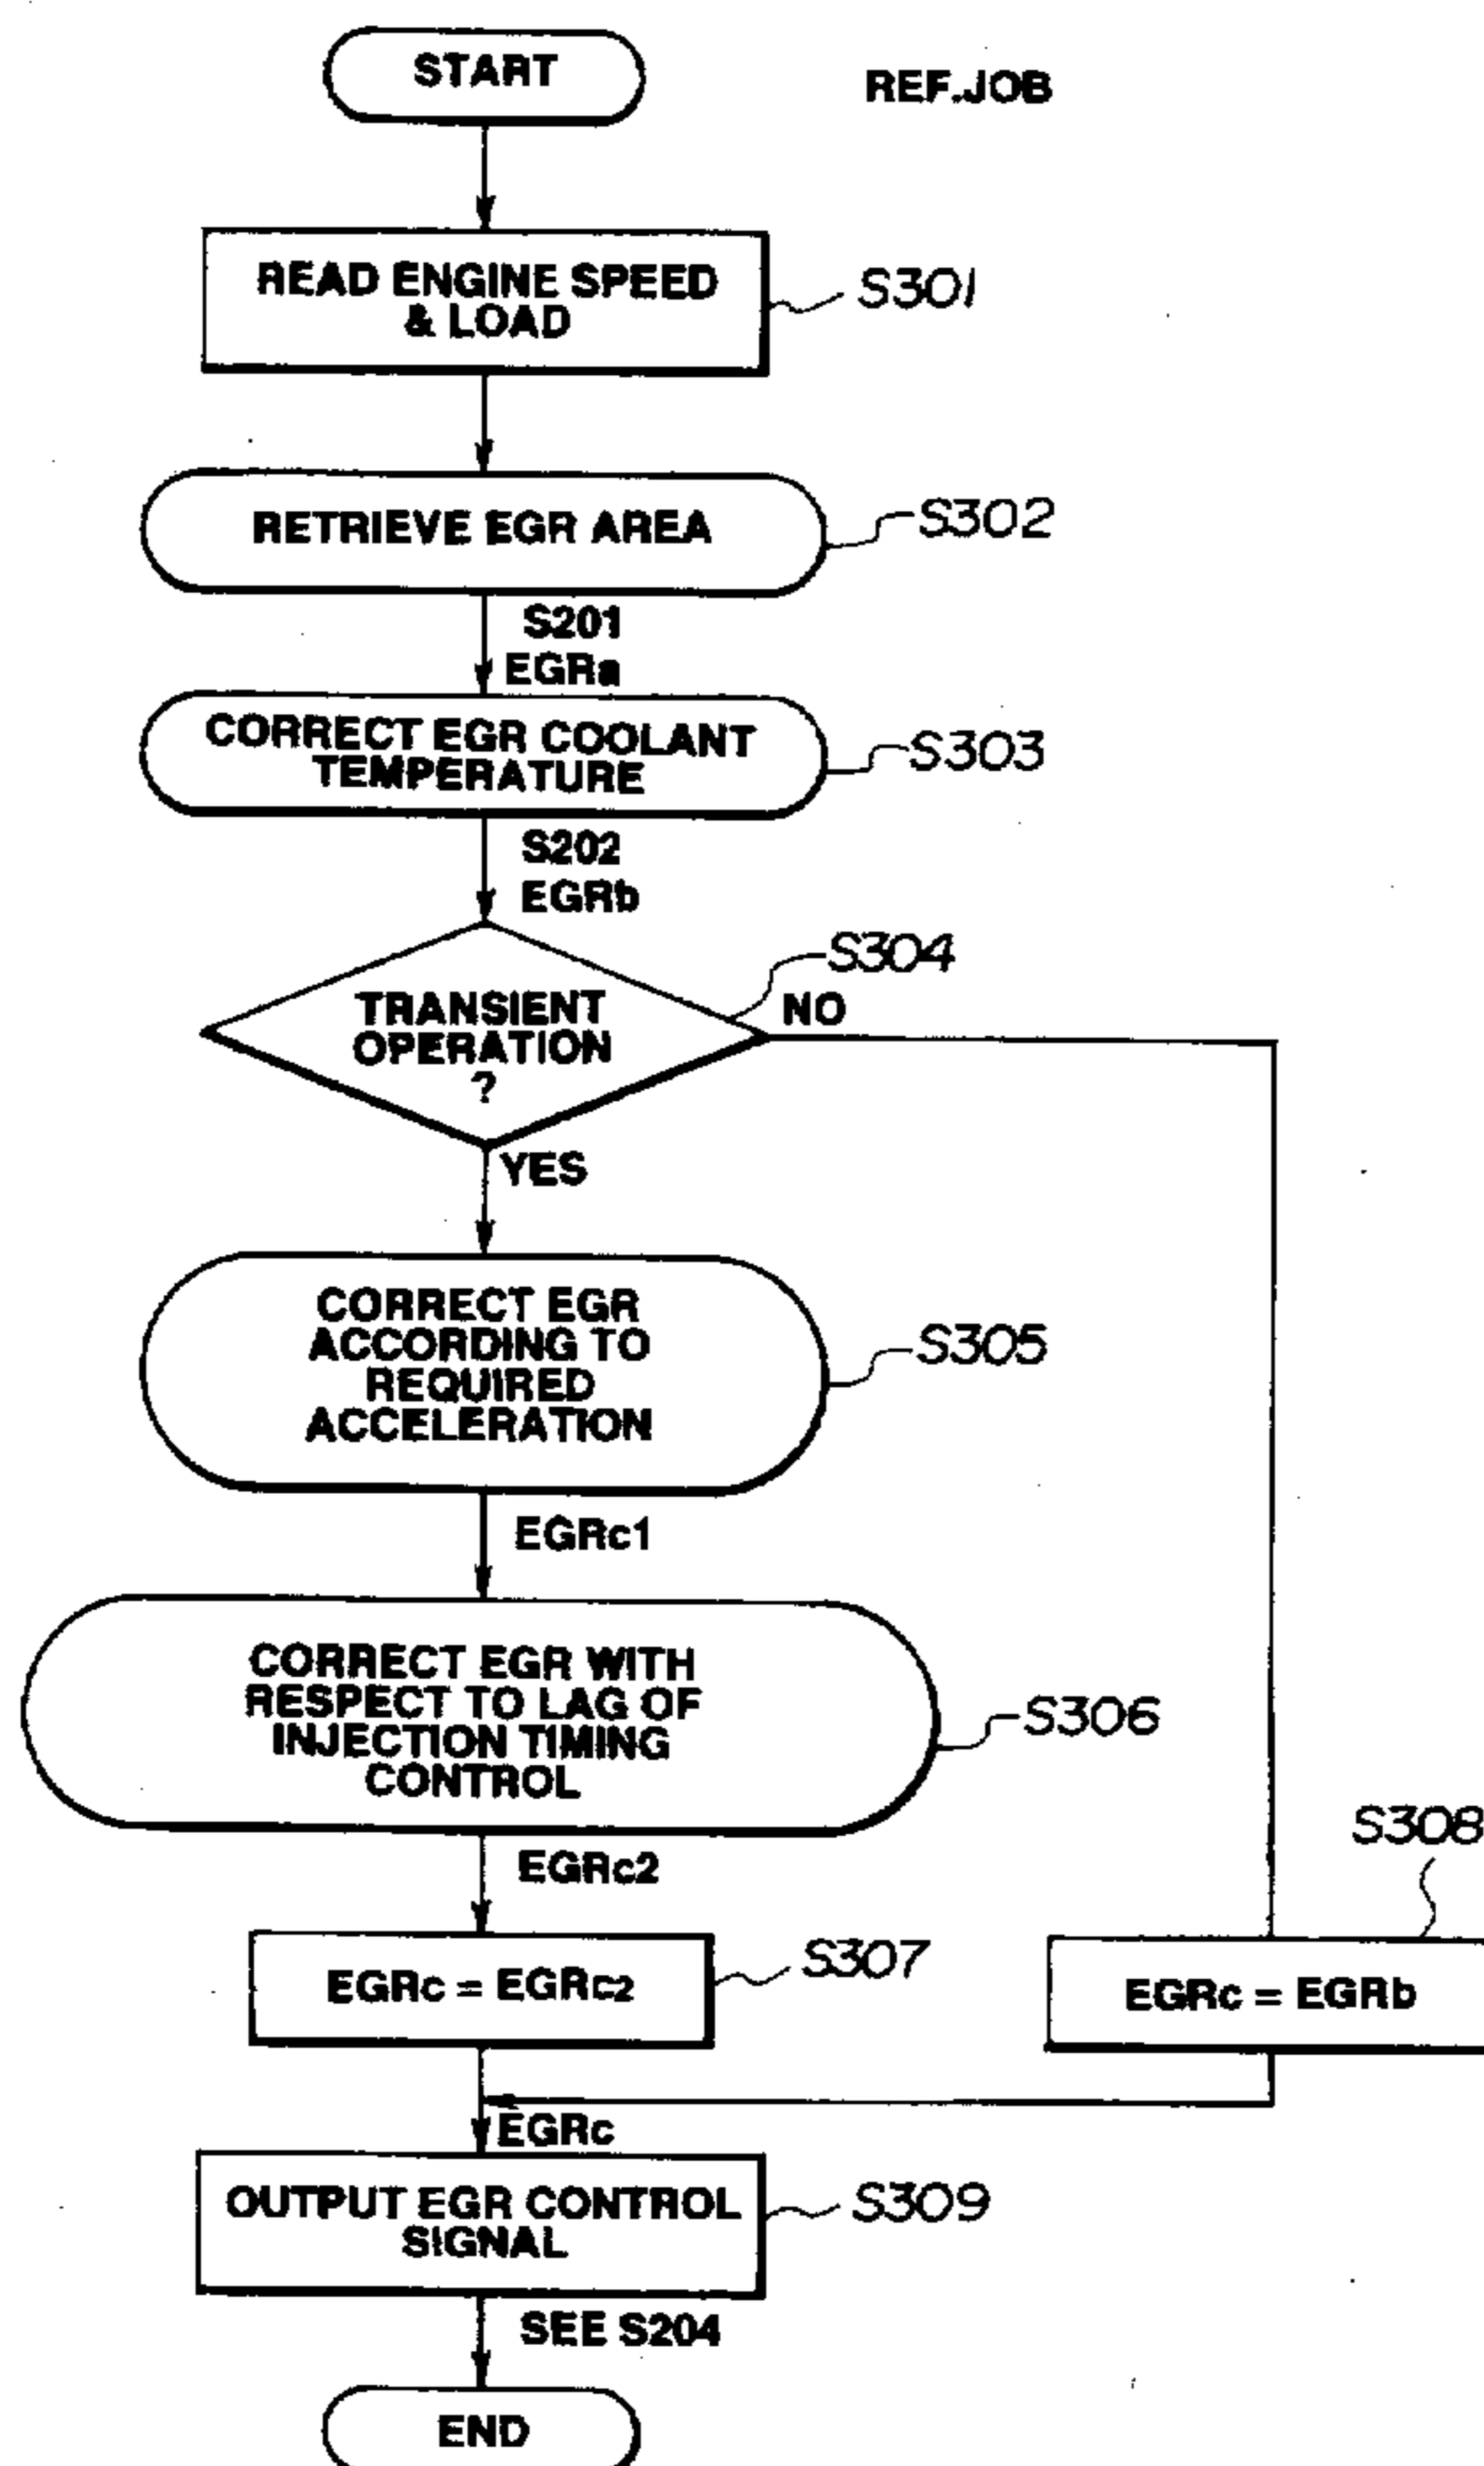 START
REF.JOB
READ ENGINE SPEED
& LOAD
S301
RETRIEVE EGR AREA
S302
S201
EGRa
CORRECT EGR COOLANT
TEMPERATURE
S303
S202
EGRb
S304
TRANSIENT
OPERATION
?
NO
YES
CORRECT EGR
ACCORDING TO
REQUIRED
ACCELERATION
S305
EGRc1
CORRECT EGR WITH
RESPECT TO LAG OF
INJECTION TIMING
CONTROL
S306
EGRc2
S308
EGRc = EGRc2
S307
EGRc = EGRb
EGRc
OUTPUT EGR CONTROL
SIGNAL
S309
SEE S204
END